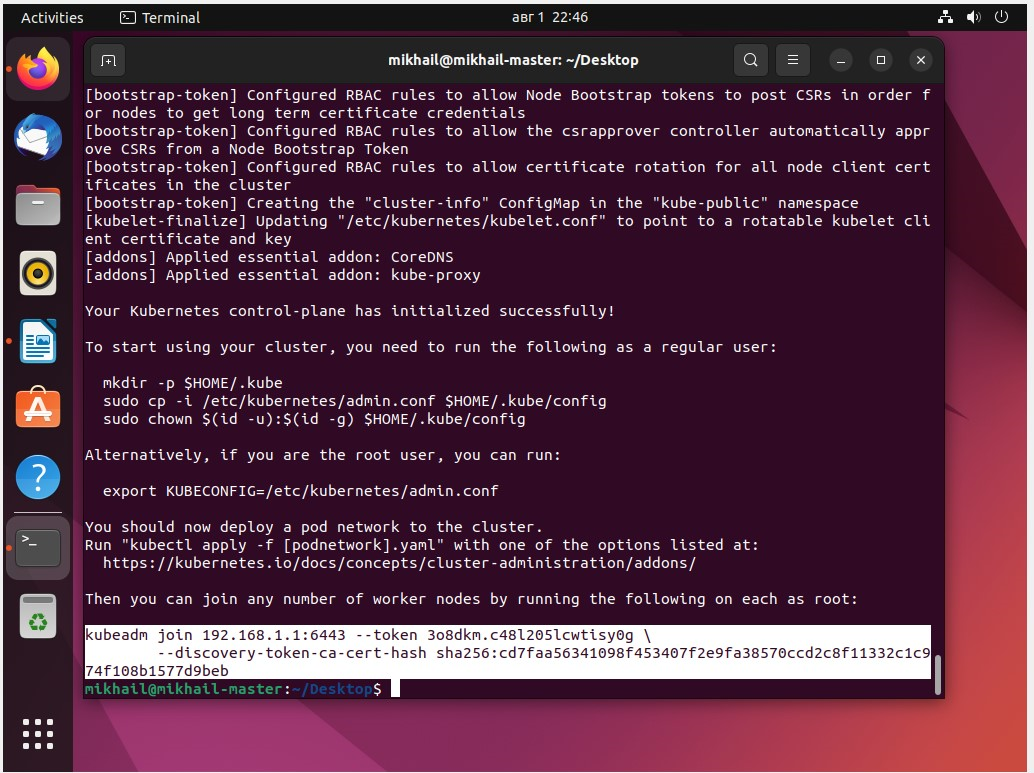 Activities
Terminal
авг 1 22:46
mikhail@mikhail-master: ~/Desktop
[bootstrap-token] Configured RBAC rules to allow Node Bootstrap tokens to post CSRs in order f
or nodes to get long term certificate credentials
[bootstrap-token] Configured RBAC rules to allow the csrapprover controller automatically appr
ove CSRs from a Node Bootstrap Token
[bootstrap-token] Configured RBAC rules to allow certificate rotation for all node client cert
ificates in the cluster
[bootstrap-token] Creating the "cluster-info" ConfigMap in the "kube-public" namespace
[kubelet-finalize] Updating "/etc/kubernetes/kubelet.conf" to point to a rotatable kubelet cli
ent certificate and key
[addons] Applied essential addon: CoreDNS
[addons] Applied essential addon: kube-proxy
Your Kubernetes control-plane has initialized successfully!
To start using your cluster, you need to run the following as a regular user:
mkdir -p $HOME/.kube
sudo cp -i /etc/kubernetes/admin.conf $HOME/.kube/config
sudo chown $(id -u):$(id -g) $HOME/.kube/config
Alternatively, if you are the root user, you can run:
export KUBECONFIG=/etc/kubernetes/admin.conf
You should now deploy a pod network to the cluster.
Run "kubectl apply -f [podnetwork].yaml" with one of the options listed at:
https://kubernetes.io/docs/concepts/cluster-administration/addons/
Then you can join any number of worker nodes by running the following on each as root:
kubeadm join 192.168.1.1:6443 --token 3o8dkm.c48l205lcwtisy0g \
--discovery-token-ca-cert-hash sha256:cd7faa56341098f453407f2e9fa38570ccd2c8f11332c1c9
74f108b1577d9beb
mikhail@mikhail-master:~/Desktop$